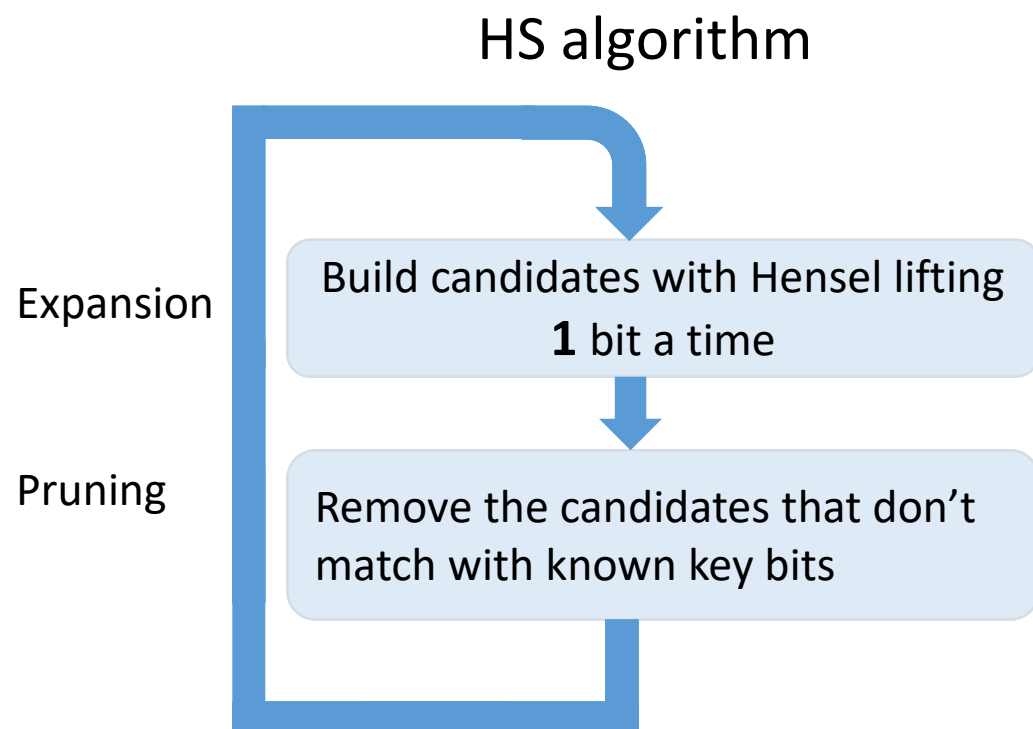 HS algorithm
Expansion
Build candidates with Hensel lifting
1 bit a time
Pruning
Remove the candidates that don’t
match with known key bits